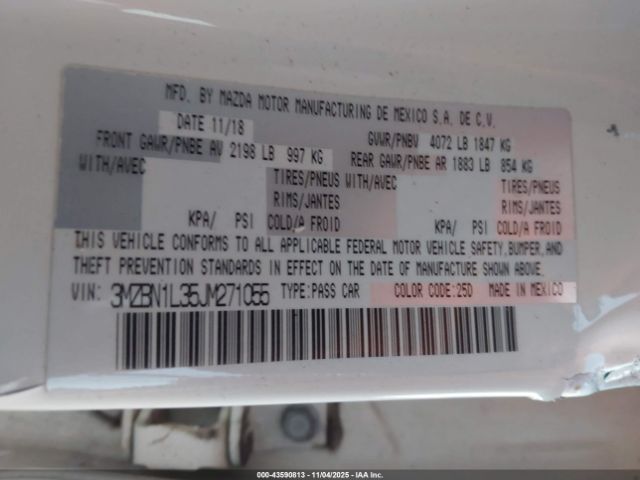 MFD. BY MAZDA MOTOR MANUFACTURING DE MEXICO S.A. DE C.V.
DATE 11/18 GVWR/PNBV 4072 LB 1847 KG
FRONT GAWR/PNBE AV 2198 LB 997 KG REAR GAWR/PNBE AR 1883 LB 854 KG
WITH/AVEC TIRES/PNEUS WITH/AVEC TIRES/PNEUS
RIMS/JANTES RIMS/JANTES
KPA/ PSI COLD/A FROID KPA/ PSI COLD/A FROID
THIS VEHICLE CONFORMS TO ALL APPLICABLE FEDERAL MOTOR VEHICLE SAFETY,BUMPER,AND
THEFT PREVENTION STANDARDS IN EFFECT ON THE DATE OF MANUFACTURE SHOWN ABOVE.
VIN: 3MZBN1L35JM271055 TYPE:PASS CAR COLOR CODE:25D MADE IN MEXICO
000-43590813 - 11/04/2025 - IAA Inc.